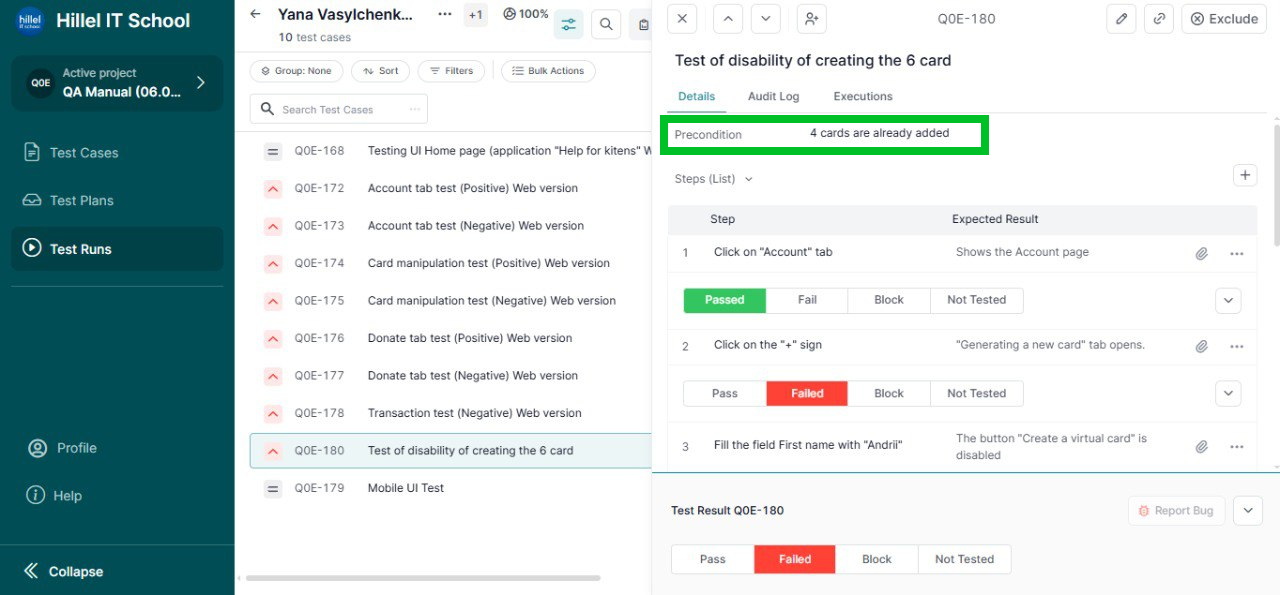 hillel
IT school
Hillel IT School
Q0E
Active project
QA Manual (06.0...
Test Cases
Test Plans
Test Runs
Profile
Help
Collapse
Yana Vasylchenk...
+1
100%
10 test cases
Group: None
Sort
Filters
Bulk Actions
Search Test Cases
Q0E-168 Testing UI Home page (application "Help for kitens" W
Q0E-172 Account tab test (Positive) Web version
Q0E-173 Account tab test (Negative) Web version
Q0E-174 Card manipulation test (Positive) Web version
Q0E-175 Card manipulation test (Negative) Web version
Q0E-176 Donate tab test (Positive) Web version
Q0E-177 Donate tab test (Negative) Web version
Q0E-178 Transaction test (Negative) Web version
Q0E-180 Test of disability of creating the 6 card
Q0E-179 Mobile UI Test
Q0E-180
Exclude
Test of disability of creating the 6 card
Details Audit Log Executions
Precondition 4 cards are already added
Steps (List)
Step Expected Result
1 Click on "Account" tab Shows the Account page
Passed Fail Block Not Tested
2 Click on the "+" sign "Generating a new card" tab opens.
Pass Failed Block Not Tested
3 Fill the field First name with "Andrii" The button "Create a virtual card" is
disabled
Test Result Q0E-180
Report Bug
Pass Failed Block Not Tested